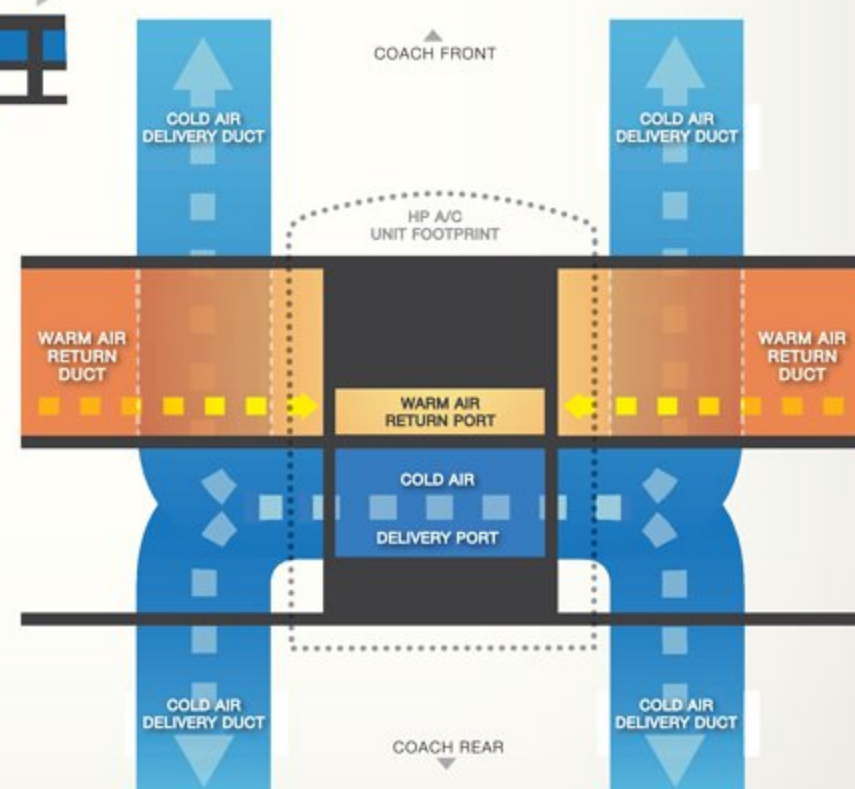 COACH FRONT
COLD AIR
DELIVERY DUCT
COLD AIR
DELIVERY DUCT
HP A/C
UNIT FOOTPRINT
WARM AIR
RETURN
DUCT
WARM AIR
RETURN
DUCT
WARM AIR
RETURN PORT
COLD AIR
DELIVERY PORT
COLD AIR
DELIVERY DUCT
COLD AIR
DELIVERY DUCT
COACH REAR